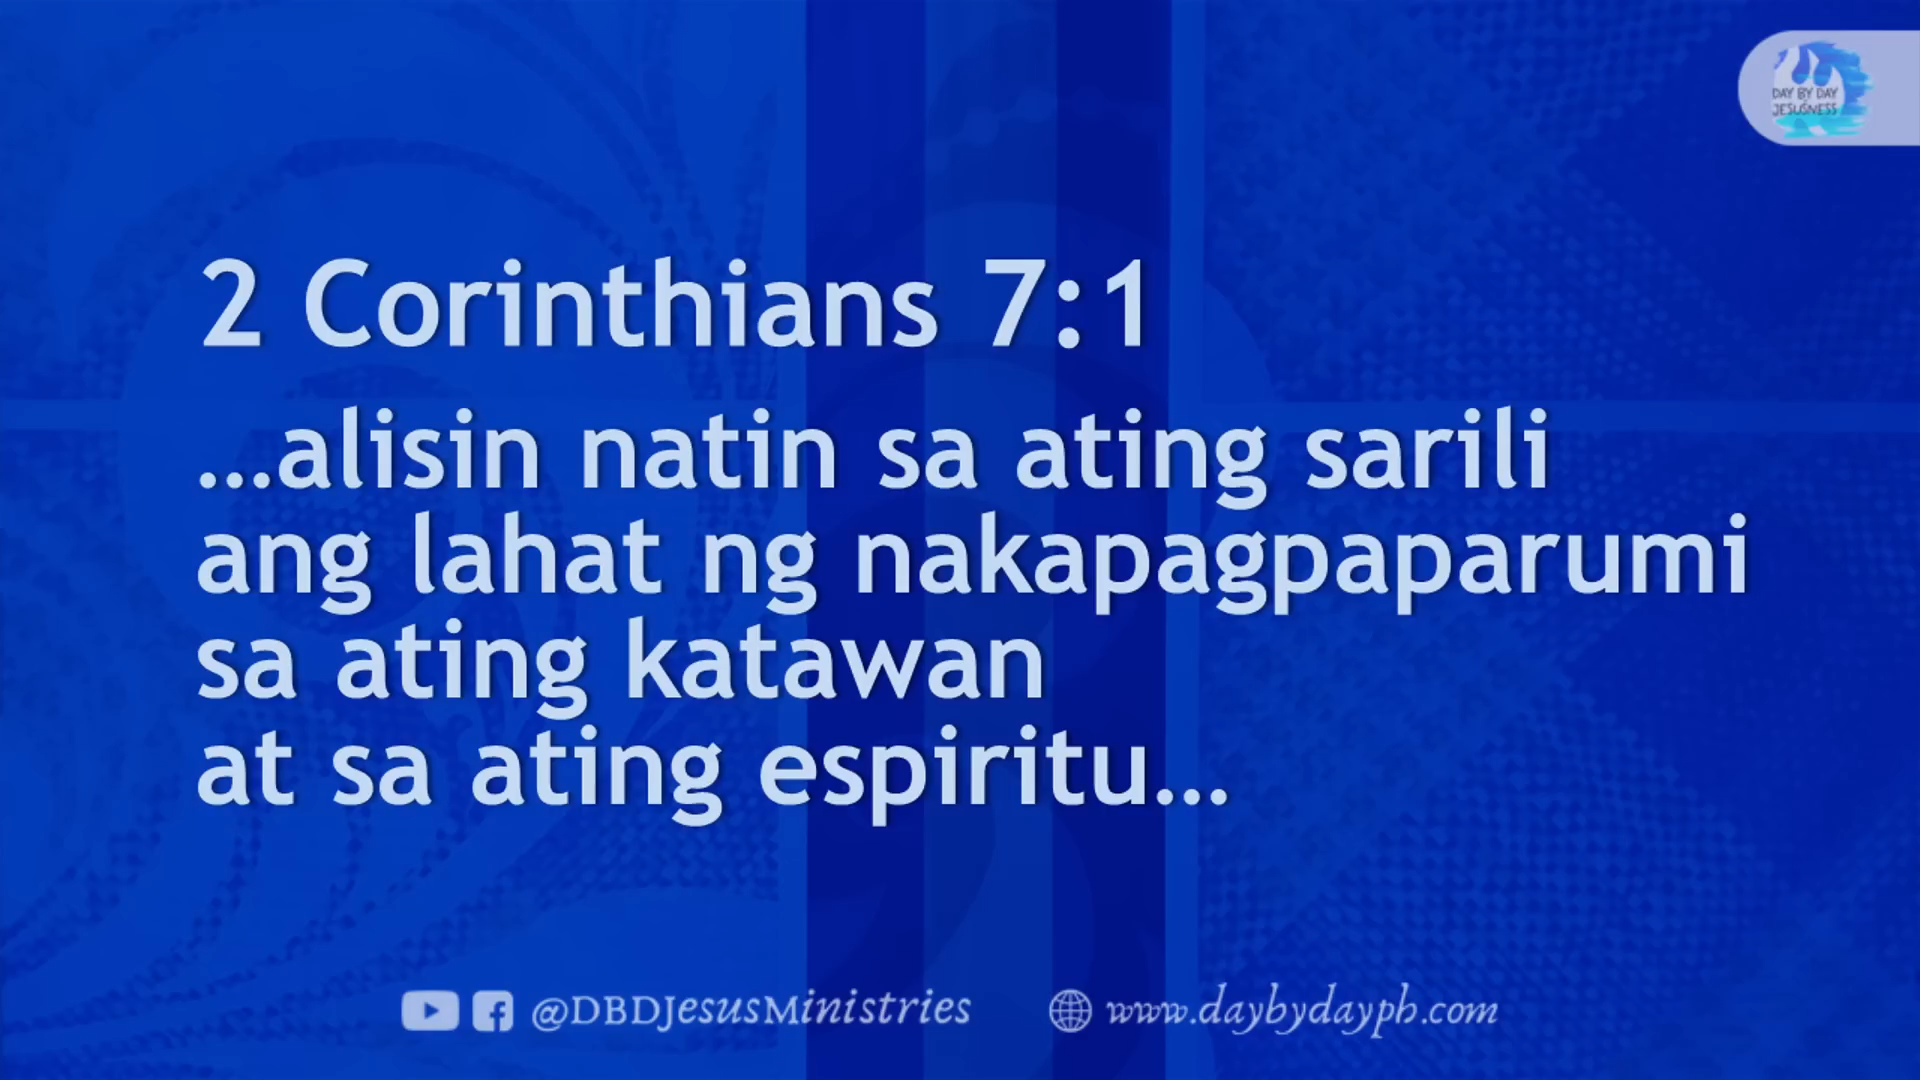 DAY BY DAY
JESUSNESS
2 Corinthians 7:1
...alisin natin sa ating sarili
ang lahat ng nakapagpaparumi
sa ating katawan
at sa ating espiritu...
@DBDJesusMinistries
www.daybydayph.com